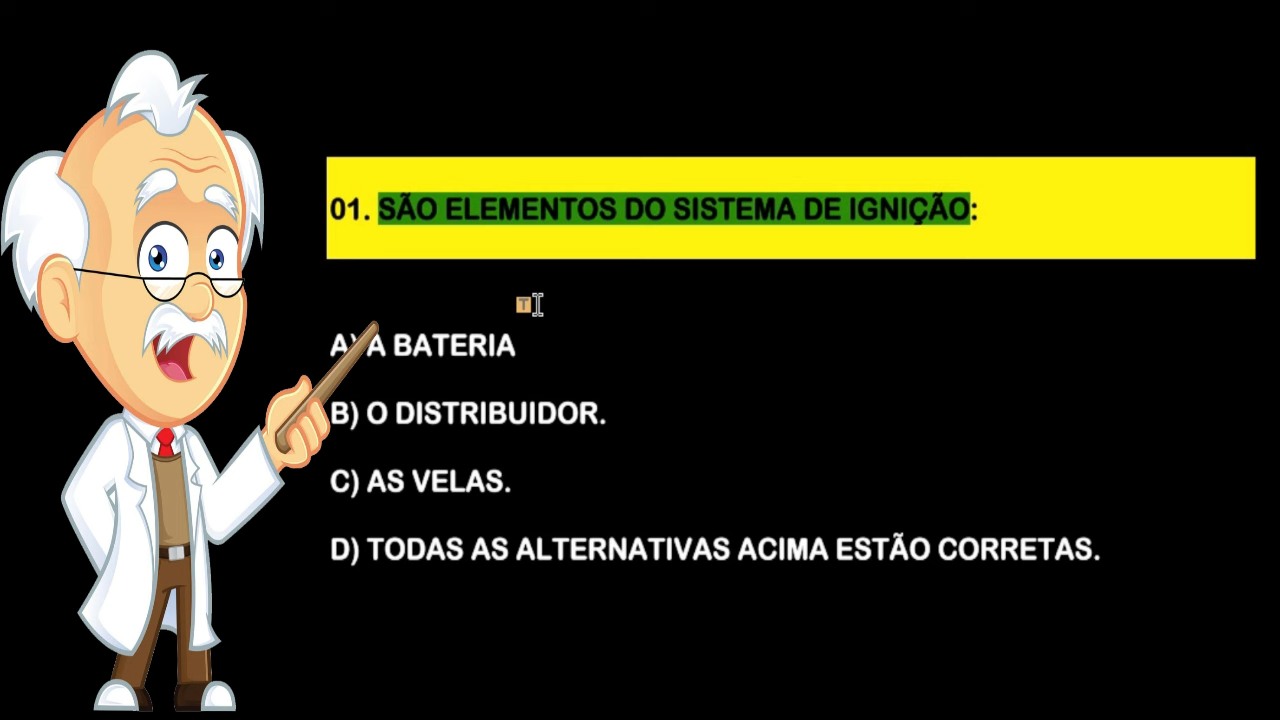 01. SÃO ELEMENTOS DO SISTEMA DE IGNIÇÃO:
T
A) A BATERIA
B) O DISTRIBUIDOR.
C) AS VELAS.
D) TODAS AS ALTERNATIVAS ACIMA ESTÃO CORRETAS.